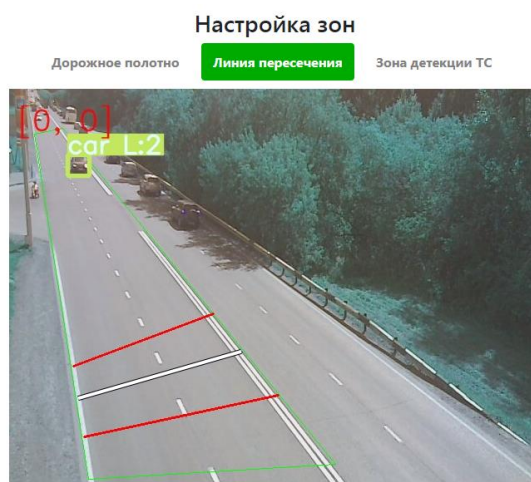 Настройка зон
Дорожное полотно Линия пересечения Зона детекции ТС
[0, 0]
car L:2